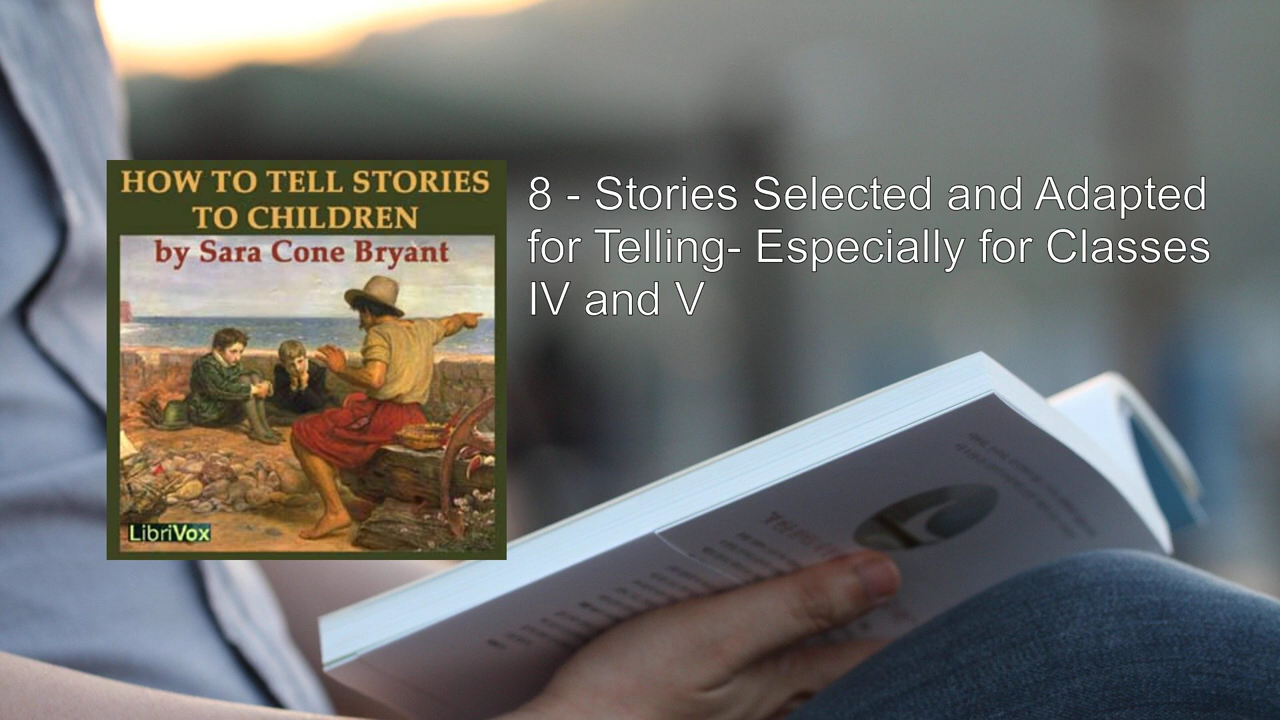 HOW TO TELL STORIES
TO CHILDREN
by Sara Cone Bryant
LibriVox
8 - Stories Selected and Adapted
for Telling- Especially for Classes
IV and V